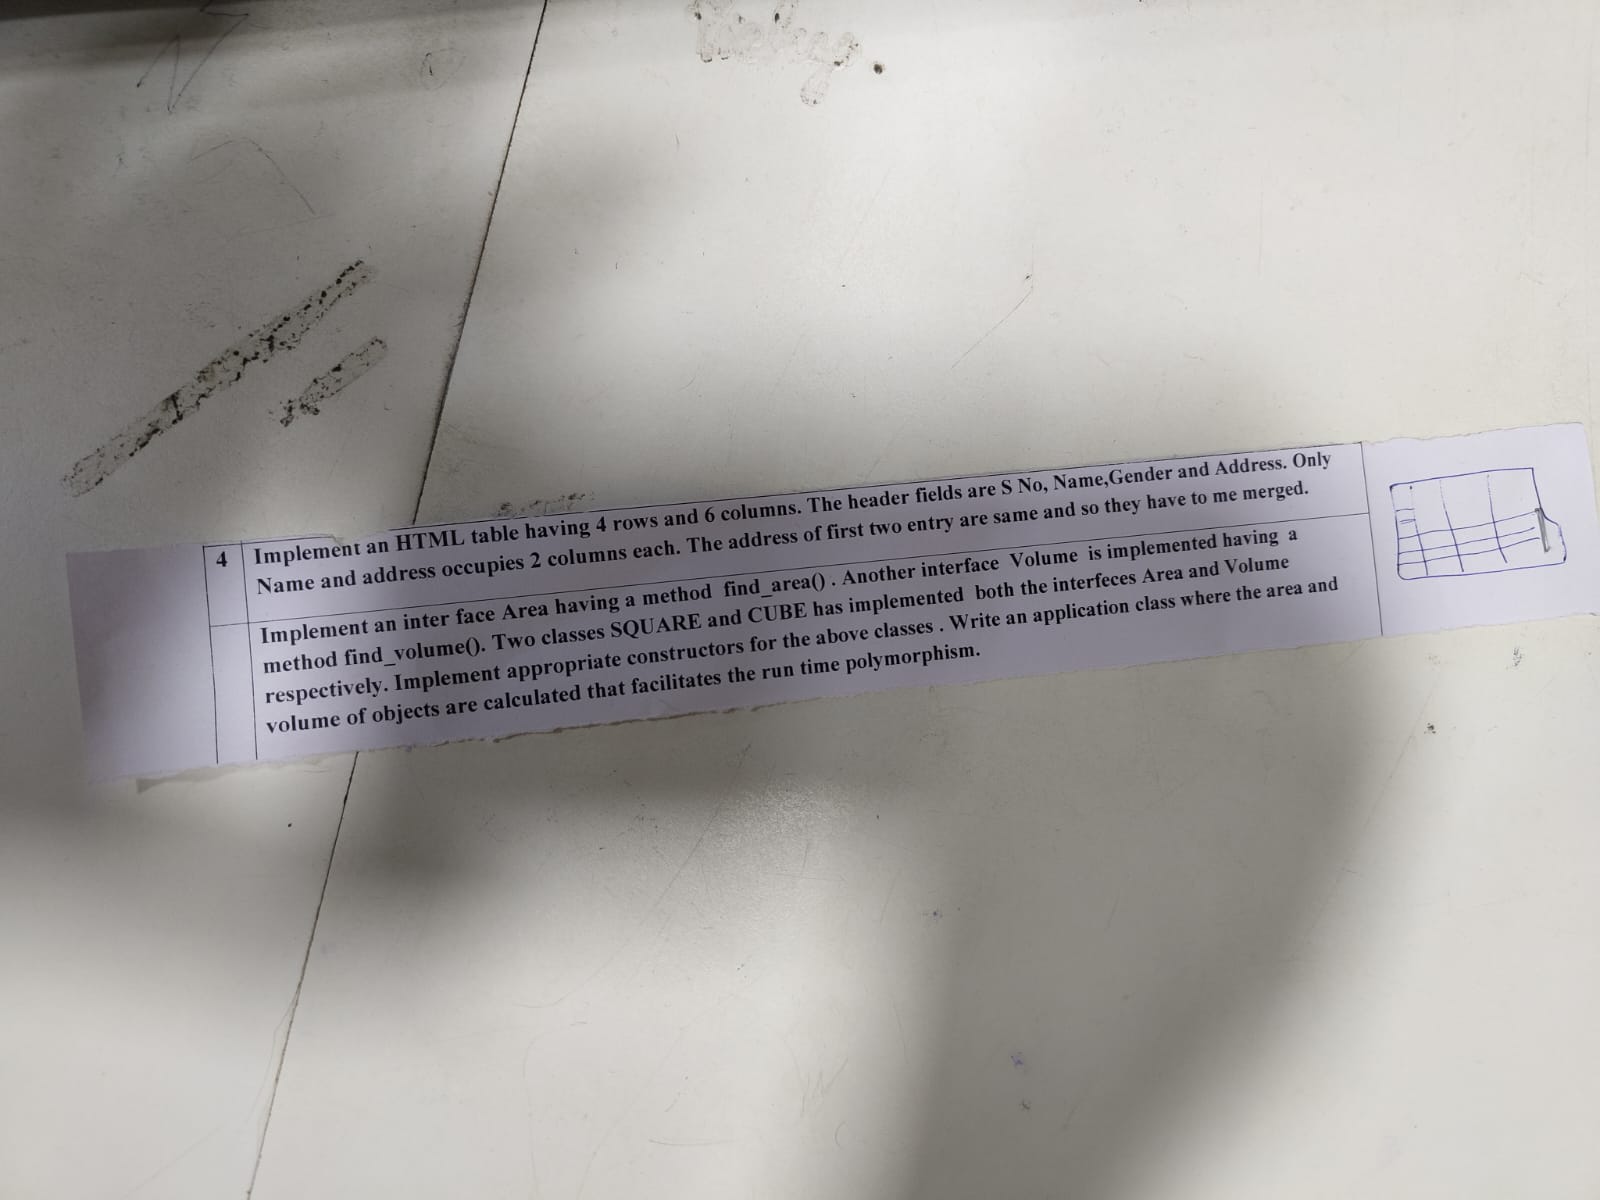 4 Implement an HTML table having 4 rows and 6 columns. The header fields are S No, Name,Gender and Address. Only
Name and address occupies 2 columns each. The address of first two entry are same and so they have to me merged.
Implement an inter face Area having a method find_area() . Another interface Volume is implemented having a
method find_volume(). Two classes SQUARE and CUBE has implemented both the interfeces Area and Volume
respectively. Implement appropriate constructors for the above classes . Write an application class where the area and
volume of objects are calculated that facilitates the run time polymorphism.